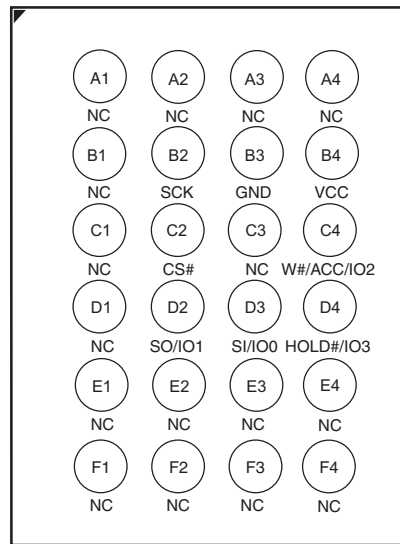 A1 A2 A3 A4
NC NC NC NC
B1 B2 B3 B4
NC SCK GND VCC
C1 C2 C3 C4
NC CS# NC W#/ACC/IO2
D1 D2 D3 D4
NC SO/IO1 SI/IO0 HOLD#/IO3
E1 E2 E3 E4
NC NC NC NC
F1 F2 F3 F4
NC NC NC NC